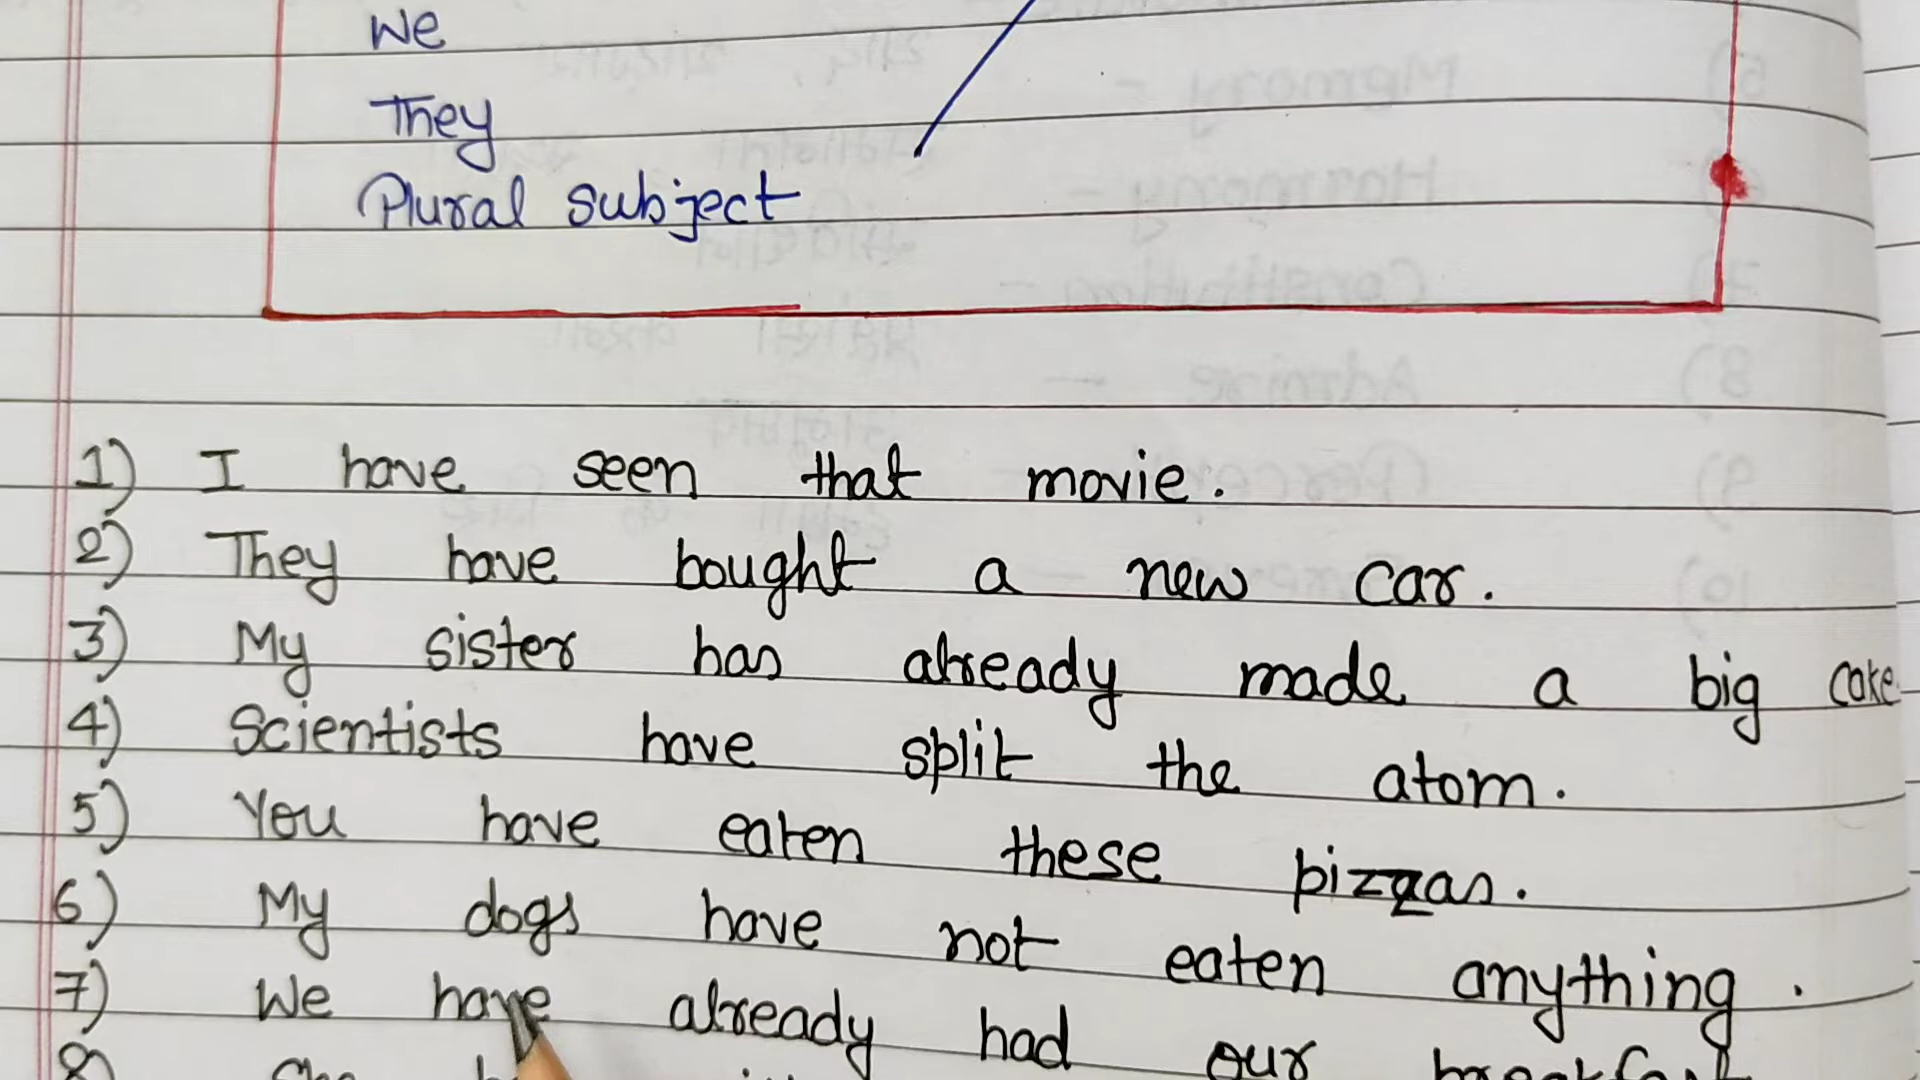 We
They
Plural subject
1) I have seen that movie.
2) They have bought a new car.
3) My sister has already made a big cake.
4) Scientists have split the atom.
5) You have eaten these pizzas.
6) My dogs have not eaten anything.
7) We have already had our breakfast
8)